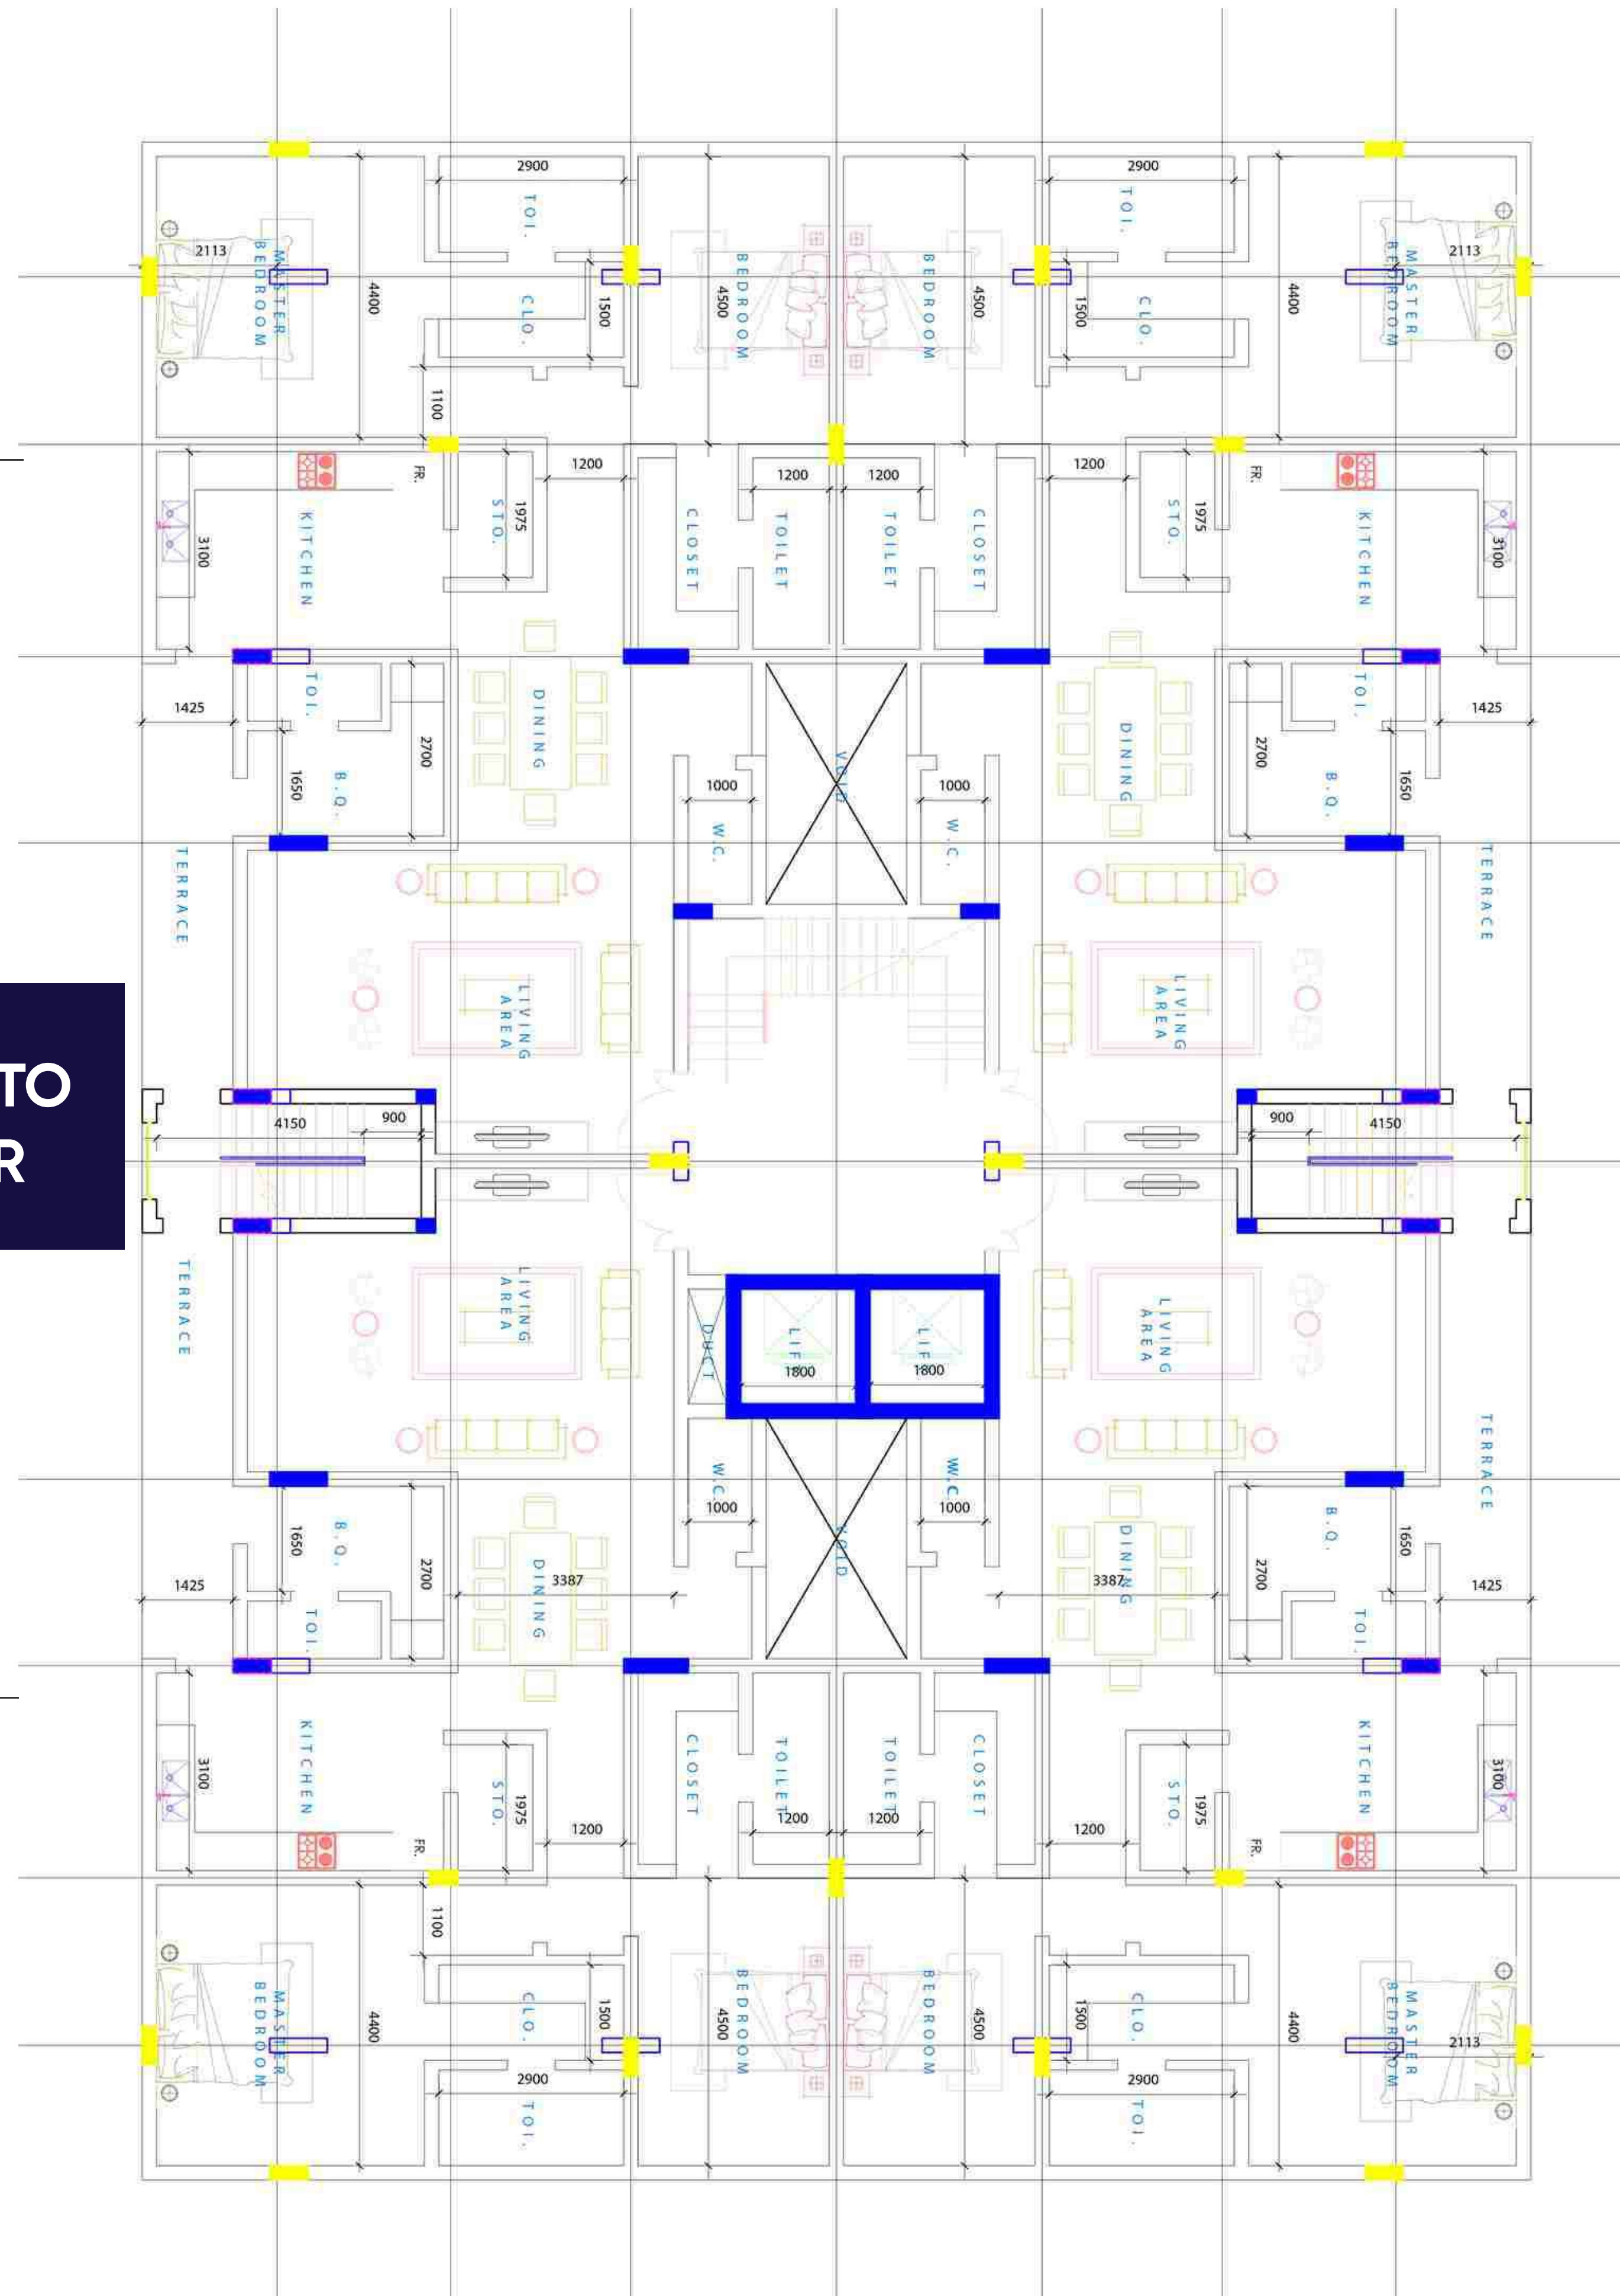 2900
2900
TOI.
TOI.
2113
MASTER
BEDROOM
4400
CLO.
1500
4500
BEDROOM
BEDROOM
4500
1500
CLO.
4400
MASTER
BEDROOM
2113
1100
FR.
1200
1200
1200
1200
FR.
3100
KITCHEN
STO.
1975
CLOSET
TOILET
TOILET
CLOSET
STO.
1975
KITCHEN
3100
1425
TOI.
2700
DINING
VOID
DINING
2700
TOI.
1425
1650
B.Q.
1000
1000
B.Q.
1650
W.C.
W.C.
TERRACE
TERRACE
LIVING
AREA
LIVING
AREA
TO
R
4150
900
900
4150
TERRACE
LIVING
AREA
DUCT
LIF
1800
LIF
1800
LIVING
AREA
TERRACE
W.C.
1000
W.C.
1000
1650
B.Q.
2700
DINING
3387
VOID
3387
DINING
2700
B.Q.
1650
1425
TOI.
TOI.
1425
3100
KITCHEN
STO.
1975
CLOSET
TOILET
TOILET
CLOSET
STO.
1975
KITCHEN
3100
FR.
1200
1200
1200
1200
FR.
1100
MASTER
BEDROOM
4400
CLO.
1500
4500
BEDROOM
BEDROOM
4500
1500
CLO.
4400
MASTER
BEDROOM
2113
2900
2900
TOI.
TOI.